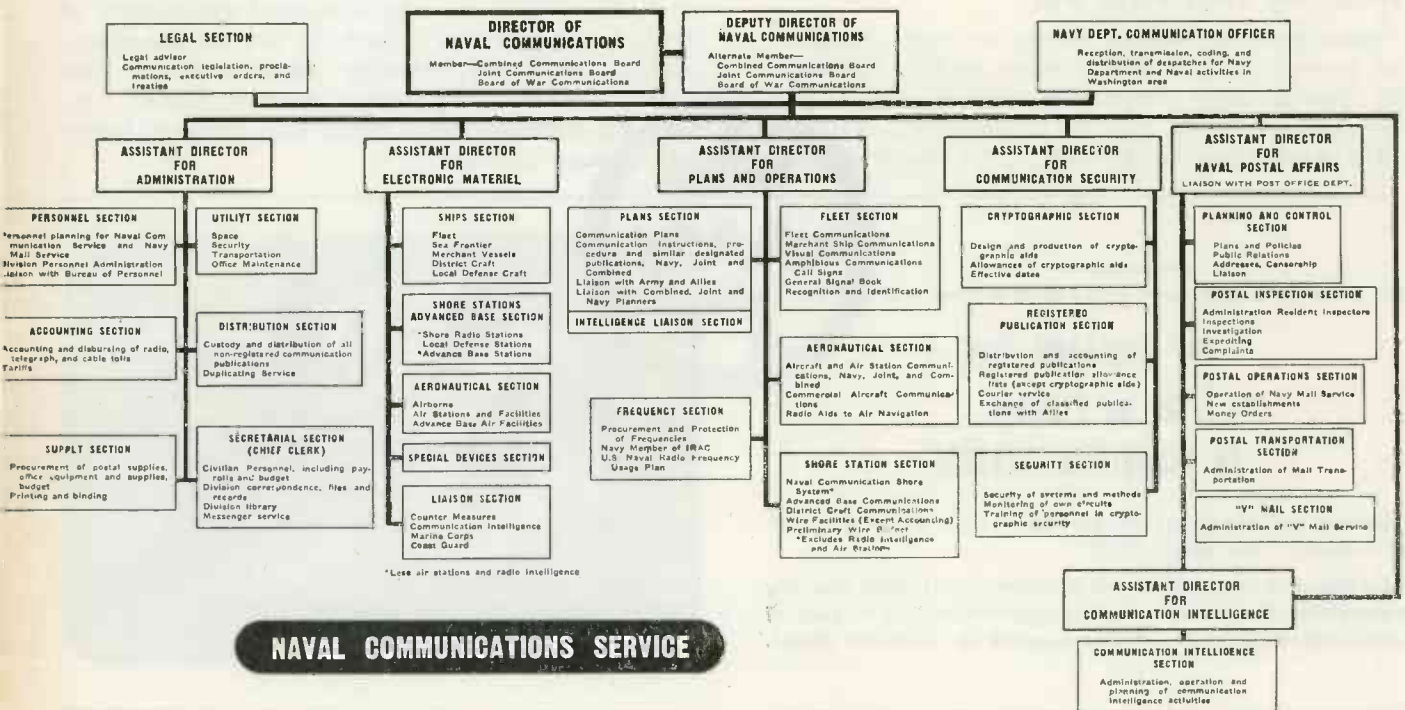 LEGAL SECTION
Legal advisor
Communication legislation, procla-
mations, executive orders, and
treaties
DIRECTOR OF
NAVAL COMMUNICATIONS
Member—Combined Communications Board
Joint Communications Board
Board of War Communications
DEPUTY DIRECTOR OF
NAVAL COMMUNICATIONS
Alternate Member—
Combined Communications Board
Joint Communications Board
Board of War Communications
NAVY DEPT. COMMUNICATION OFFICER
Reception, transmission, coding, and
distribution of despatches for Navy
Department and Naval activities in
Washington area
ASSISTANT DIRECTOR
FOR
ADMINISTRATION
PERSONNEL SECTION
Personnel planning for Naval Com
munication Service and Navy
Mail Service
Division Personnel Administration
Liaison with Bureau of Personnel
UTILITY SECTION
Space
Security
Transportation
Office Maintenance
ACCOUNTING SECTION
Accounting and disbursing of radio,
telegraph, and cable tolls
Tariffs
DISTRIBUTION SECTION
Custody and distribution of all
non-registered communication
publications
Duplicating Service
SUPPLY SECTION
Procurement of postal supplies,
office equipment and supplies,
budget
Printing and binding
SECRETARIAL SECTION
(CHIEF CLERK)
Civilian Personnel, including pay-
rolls and budget
Division correspondence, files and
records
Division library
Messenger service
ASSISTANT DIRECTOR
FOR
ELECTRONIC MATERIEL
SHIPS SECTION
Fleet
Sea Frontier
Merchant Vessels
District Craft
Local Defense Craft
SHORE STATIONS
ADVANCED BASE SECTION
*Shore Radio Stations
Local Defense Stations
*Advance Base Stations
AERONAUTICAL SECTION
Airborne
Air Stations and Facilities
Advance Base Air Facilities
SPECIAL DEVICES SECTION
LIAISON SECTION
Counter Measures
Communication Intelligence
Marine Corps
Coast Guard
*Less air stations and radio intelligence
ASSISTANT DIRECTOR
FOR
PLANS AND OPERATIONS
PLANS SECTION
Communication Plans
Communication instructions, pro-
cedure and similar designated
publications, Navy, Joint and
Combined
Liaison with Army and Allies
Liaison with Combined, Joint and
Navy Planners
INTELLIGENCE LIAISON SECTION
FLEET SECTION
Fleet Communications
Merchant Ship Communications
Visual Communications
Amphibious Communications
Call Signs
General Signal Book
Recognition and Identification
AERONAUTICAL SECTION
Aircraft and Air Station Communi-
cations, Navy, Joint, and Com-
bined
Commercial Aircraft Communica-
tions
Radio Aids to Air Navigation
FREQUENCY SECTION
Procurement and Protection
of Frequencies
Navy Member of IRAC
U.S Naval Radio Frequency
Usage Plan
SHORE STATION SECTION
Naval Communication Shore
System*
Advanced Base Communications
District Craft Communications
Wire Facilities (Except Accounting)
Preliminary Wire
*Excludes Radio Intelligence
and Air Stations
ASSISTANT DIRECTOR
FOR
COMMUNICATION SECURITY
CRYPTOGRAPHIC SECTION
Design and production of crypto-
graphic aids
Allowances of cryptographic aids
Effective dates
REGISTERED
PUBLICATION SECTION
Distribution and accounting of
registered publications
Registered publication allowance
lists (except cryptographic aids)
Courier service
Exchange of classified publica-
tions with Allies
SECURITY SECTION
Security of systems and methods
Monitoring of own circuits
Training of personnel in crypto-
graphic security
ASSISTANT DIRECTOR
FOR
NAVAL POSTAL AFFAIRS
LIAISON WITH POST OFFICE DEPT.
PLANNING AND CONTROL
SECTION
Plans and Policies
Public Relations
Addresses, Censorship
Liaison
POSTAL INSPECTION SECTION
Administration Resident Inspectors
Inspections
Investigation
Expediting
Complaints
POSTAL OPERATIONS SECTION
Operation of Navy Mail Service
New establishments
Money Orders
POSTAL TRANSPORTATION
SECTION
Administration of Mail Trans-
portation
"V" MAIL SECTION
Administration of "V" Mail Service
ASSISTANT DIRECTOR
FOR
COMMUNICATION INTELLIGENCE
COMMUNICATION INTELLIGENCE
SECTION
Administration, operation and
planning of communication
intelligence activities
NAVAL COMMUNICATIONS SERVICE